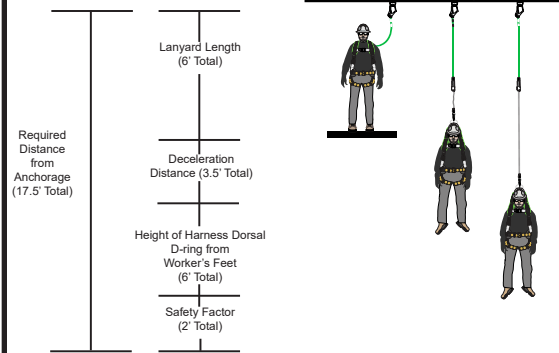 Lanyard Length
(6’ Total)
Required
Distance
from
Anchorage
(17.5’ Total)
Deceleration
Distance (3.5’ Total)
Height of Harness Dorsal
D-ring from
Worker’s Feet
(6’ Total)
Safety Factor
(2’ Total)